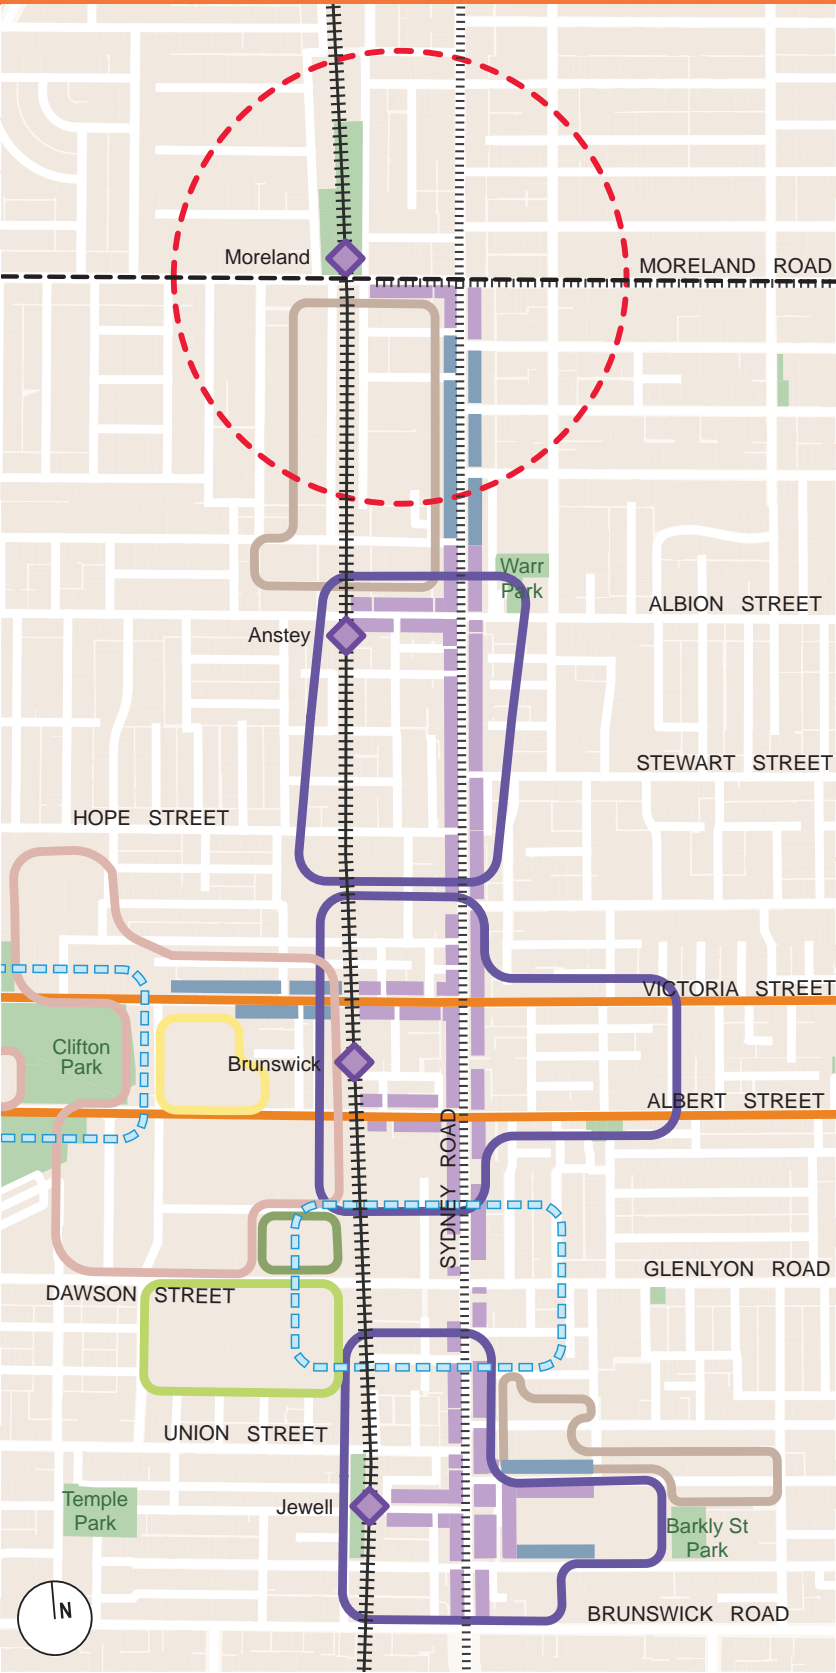 Moreland
MORELAND ROAD
Warr
Park
ALBION STREET
Anstey
STEWART STREET
HOPE STREET
VICTORIA STREET
Clifton
Park
Brunswick
ALBERT STREET
SYDNEY ROAD
GLENLYON ROAD
DAWSON STREET
UNION STREET
Temple
Park
Jewell
Barkly St
Park
N
BRUNSWICK ROAD